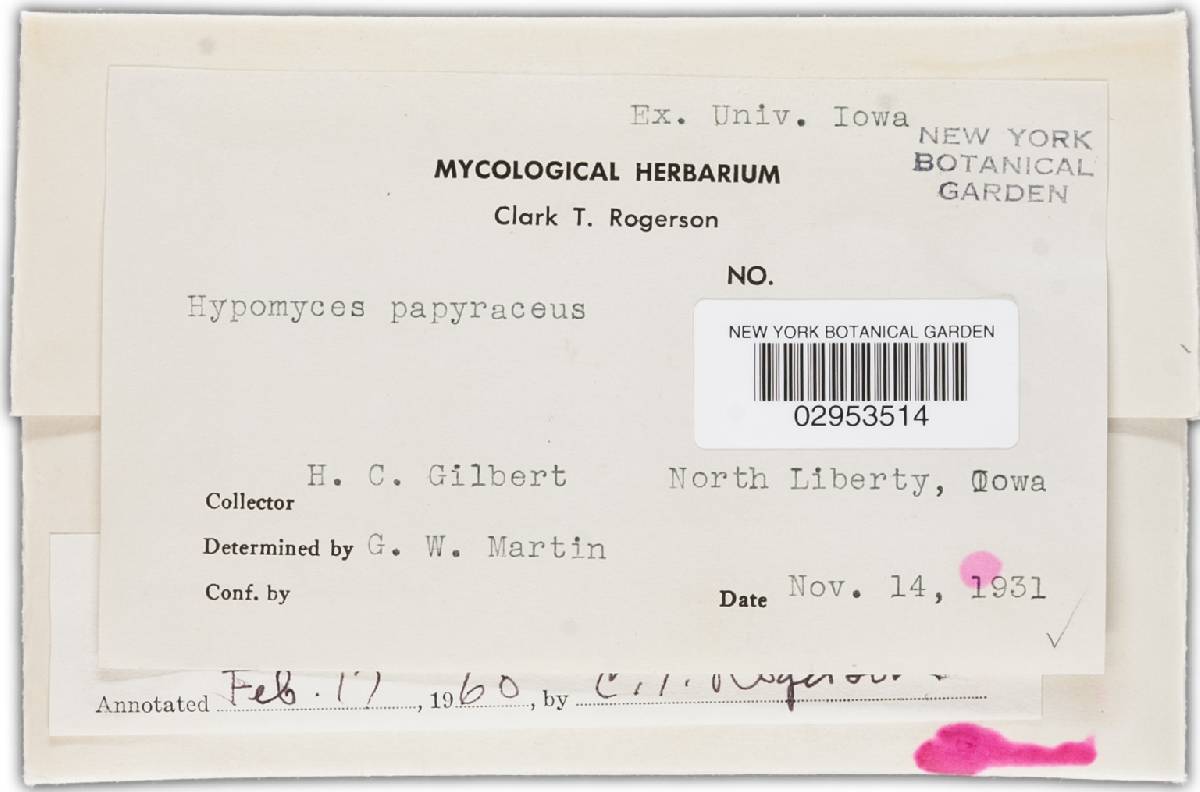 Ex. Univ. Iowa
NEW YORK
BOTANICAL
GARDEN
MYCOLOGICAL HERBARIUM
Clark T. Rogerson
NO.
Hypomyces papyraceus
NEW YORK BOTANICAL GARDEN
02953514
Collector H. C. Gilbert
North Liberty, Iowa
Determined by G. W. Martin
Conf. by
Date Nov. 14, 1931
Annotated Feb. 17, 1960, by C.T. Rogerson